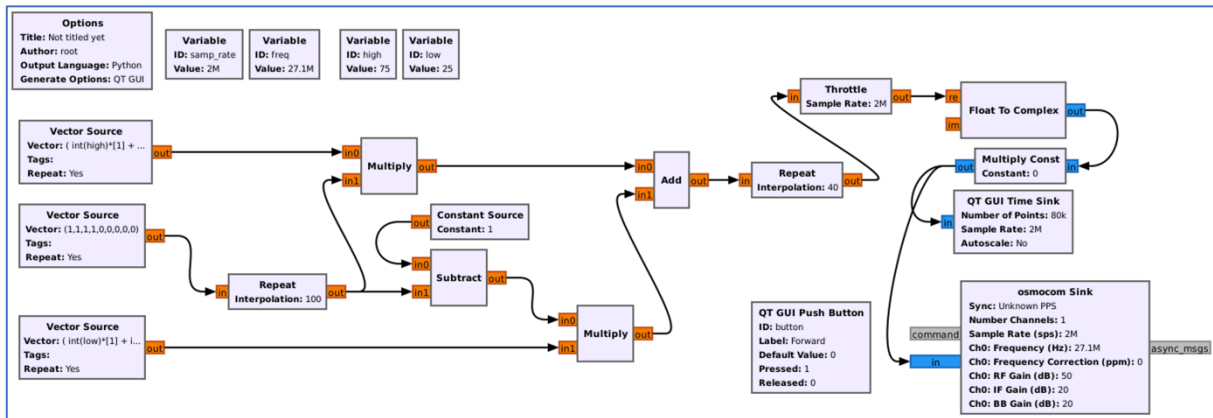 Options
Title: Not titled yet
Author: root
Output Language: Python
Generate Options: QT GUI
Variable
ID: samp_rate
Value: 2M
Variable
ID: freq
Value: 27.1M
Variable
ID: high
Value: 75
Variable
ID: low
Value: 25
Vector Source
Vector: ( int(high)*[1] + ...
Tags:
Repeat: Yes
out
Vector Source
Vector: (1,1,1,1,0,0,0,0,0)
Tags:
Repeat: Yes
out
Vector Source
Vector: ( int(low)*[1] + i...
Tags:
Repeat: Yes
out
in
Repeat
Interpolation: 100
out
in0
in1
Multiply
out
Constant Source
Constant: 1
out
in0
in1
Subtract
out
in0
in1
Multiply
out
in0
in1
Add
out
in
Repeat
Interpolation: 40
out
in
Throttle
Sample Rate: 2M
out
re
im
Float To Complex
out
out
Multiply Const
Constant: 0
in
in
QT GUI Time Sink
Number of Points: 80k
Sample Rate: 2M
Autoscale: No
QT GUI Push Button
ID: button
Label: Forward
Default Value: 0
Pressed: 1
Released: 0
command
in
osmocom Sink
Sync: Unknown PPS
Number Channels: 1
Sample Rate (sps): 2M
Ch0: Frequency (Hz): 27.1M
Ch0: Frequency Correction (ppm): 0
Ch0: RF Gain (dB): 50
Ch0: IF Gain (dB): 20
Ch0: BB Gain (dB): 20
async_msgs